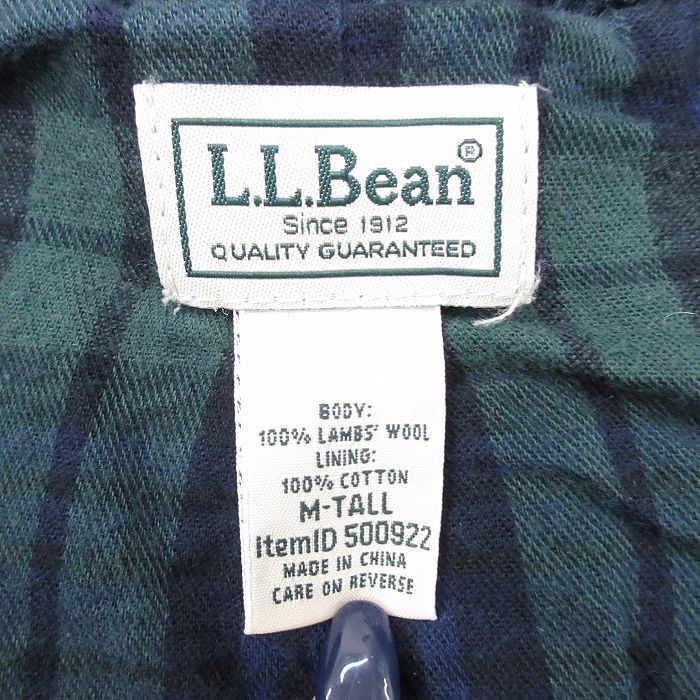 L.L.Bean®
Since 1912
QUALITY GUARANTEED
BODY:
100% LAMBS' WOOL
LINING:
100% COTTON
M-TALL
itemID 500922
MADE IN CHINA
CARE ON REVERSE